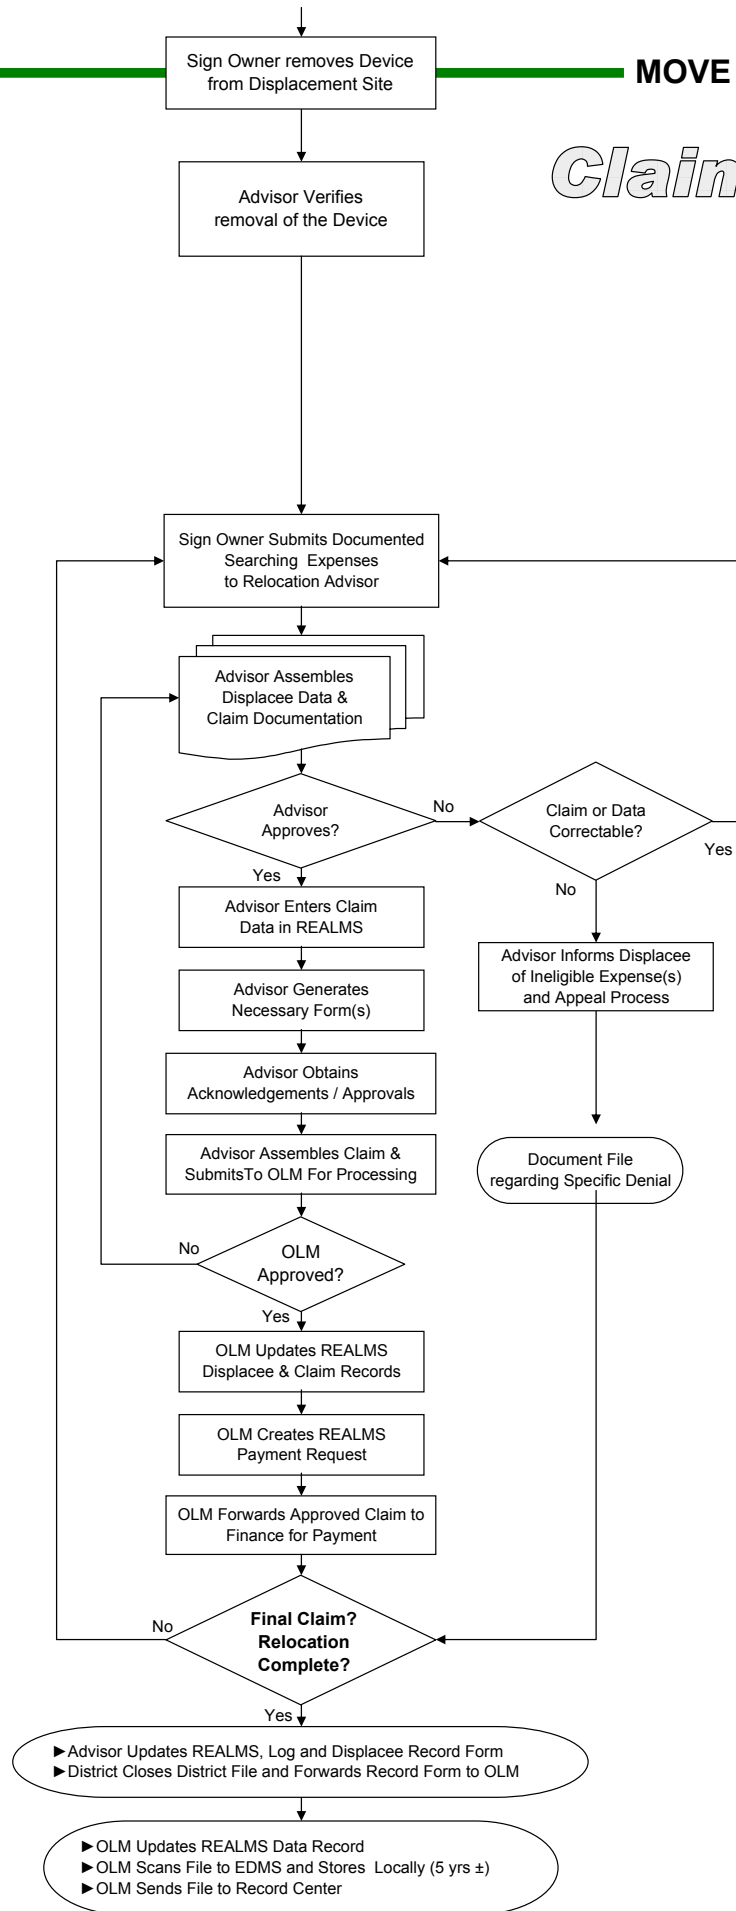 Sign Owner removes Device
from Displacement Site
MOVE
Advisor Verifies
removal of the Device
Sign Owner Submits Documented
Searching Expenses
to Relocation Advisor
Advisor Assembles
Displacee Data &
Claim Documentation
Advisor
Approves?
No
Claim or Data
Correctable?
Yes
Yes
No
Advisor Enters Claim
Data in REALMS
Advisor Informs Displacee
of Ineligible Expense(s)
and Appeal Process
Advisor Generates
Necessary Form(s)
Advisor Obtains
Acknowledgements / Approvals
Advisor Assembles Claim &
SubmitsTo OLM For Processing
Document File
regarding Specific Denial
No
OLM
Approved?
Yes
OLM Updates REALMS
Displacee & Claim Records
OLM Creates REALMS
Payment Request
OLM Forwards Approved Claim to
Finance for Payment
No
Final Claim?
Relocation
Complete?
Yes
►Advisor Updates REALMS, Log and Displacee Record Form
►District Closes District File and Forwards Record Form to OLM
►OLM Updates REALMS Data Record
►OLM Scans File to EDMS and Stores Locally (5 yrs ±)
►OLM Sends File to Record Center